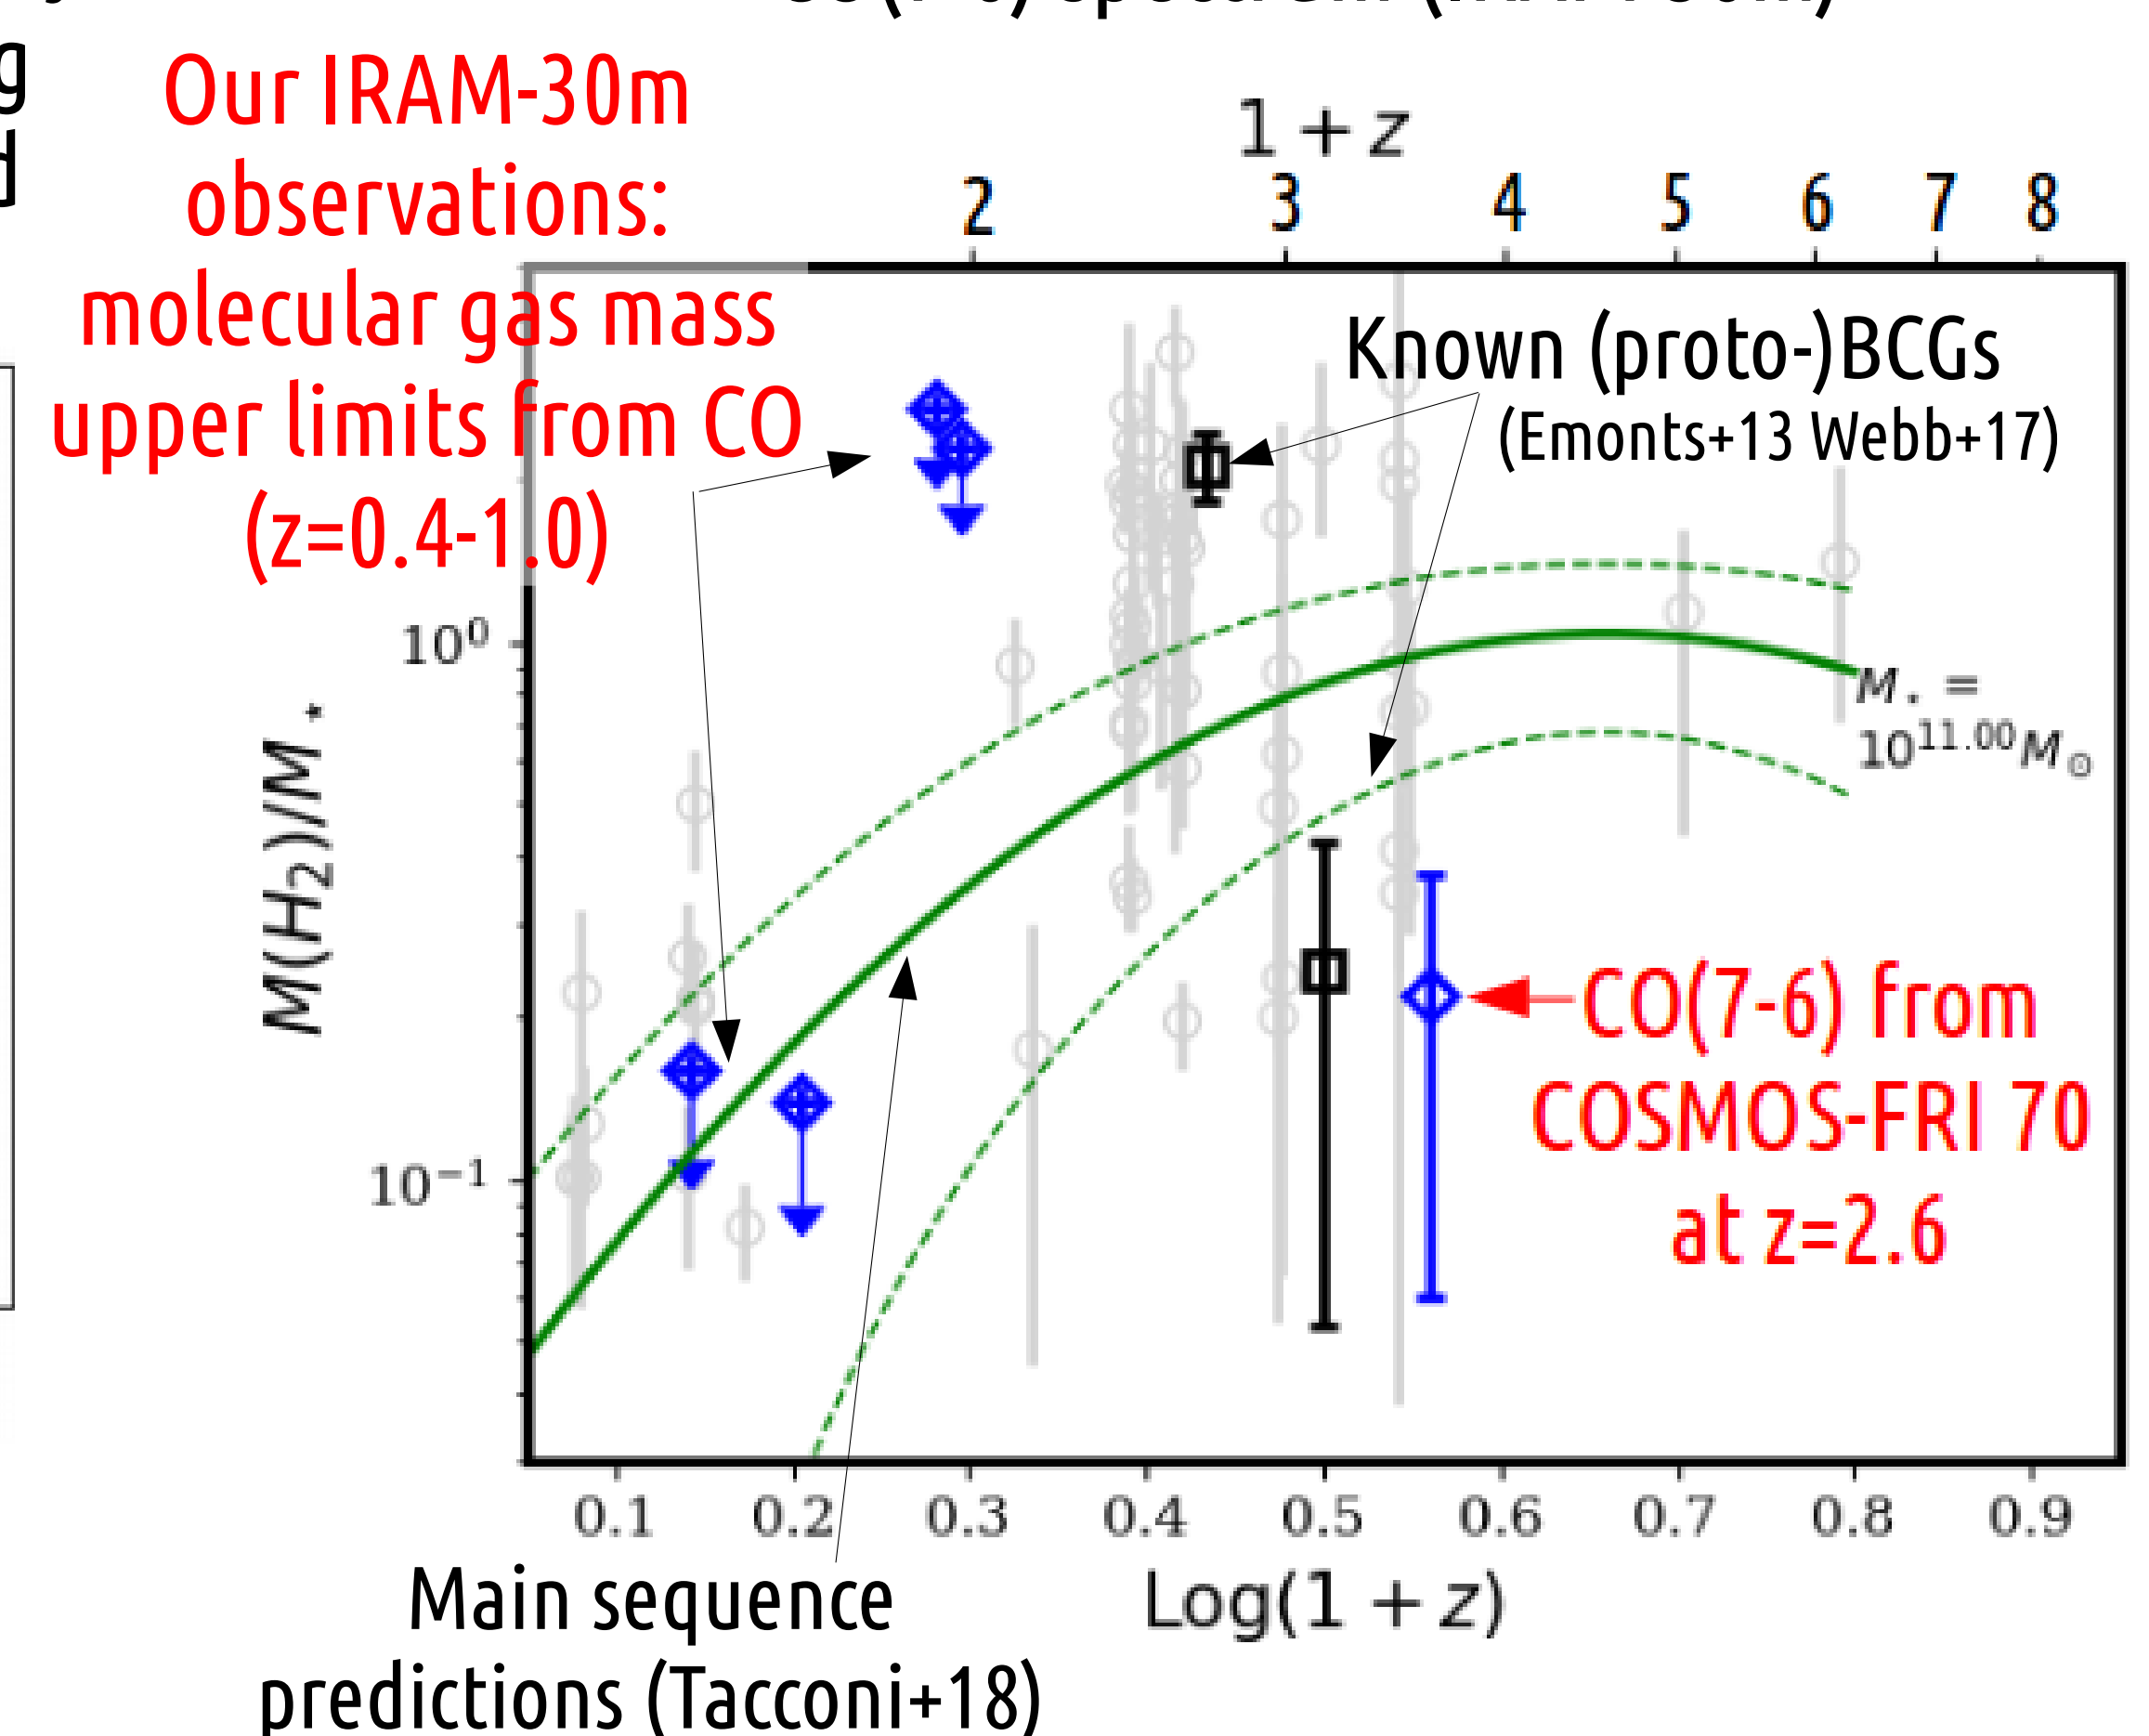 Our IRAM-30m
observations:
molecular gas mass
upper limits from CO
(z=0.4-1.0)
1 + z
2 3 4 5 6 7 8
Known (proto-)BCGs
(Emonts+13 Webb+17)
10⁰
10⁻¹
M(H₂)/M⋆
M⋆ =
10¹¹·⁰⁰M⊙
CO(7-6) from
COSMOS-FRI 70
at z=2.6
0.1 0.2 0.3 0.4 0.5 0.6 0.7 0.8 0.9
Log(1 + z)
Main sequence
predictions (Tacconi+18)